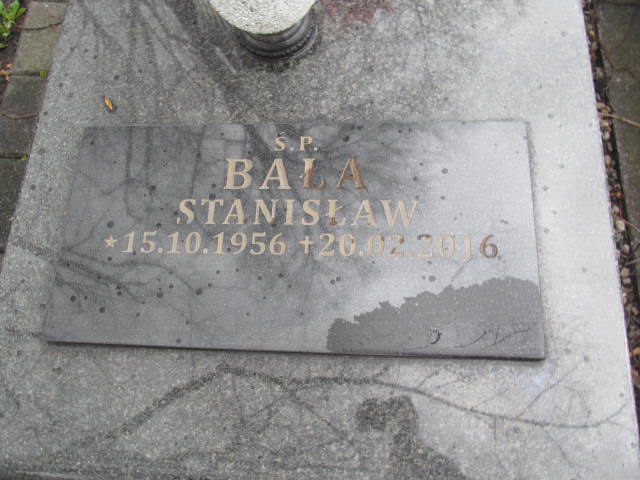 Ś.P.
BAŁA
STANISŁAW
★15.10.1956 ✝20.02.2016